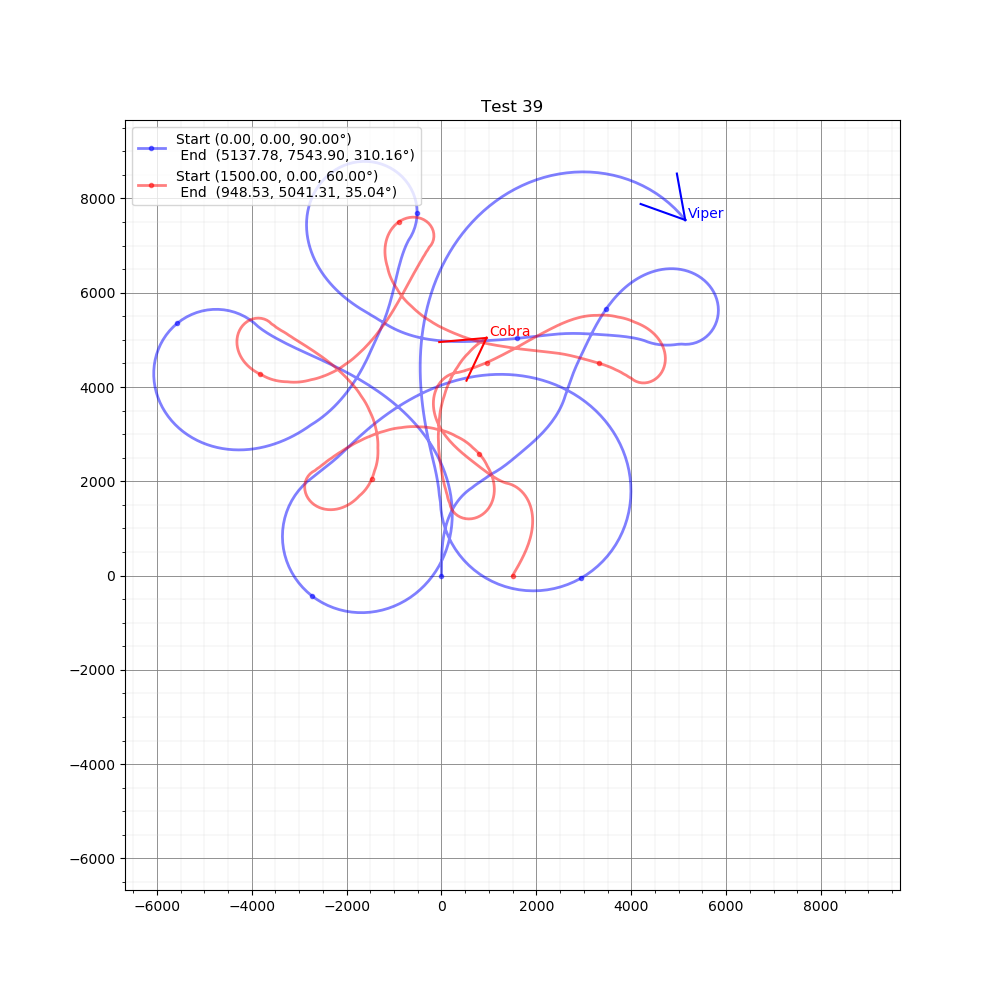 Test 39
Start (0.00, 0.00, 90.00°)
End (5137.78, 7543.90, 310.16°)
Start (1500.00, 0.00, 60.00°)
End (948.53, 5041.31, 35.04°)
Viper
Cobra
8000
6000
4000
2000
0
−2000
−4000
−6000
−6000 −4000 −2000 0 2000 4000 6000 8000